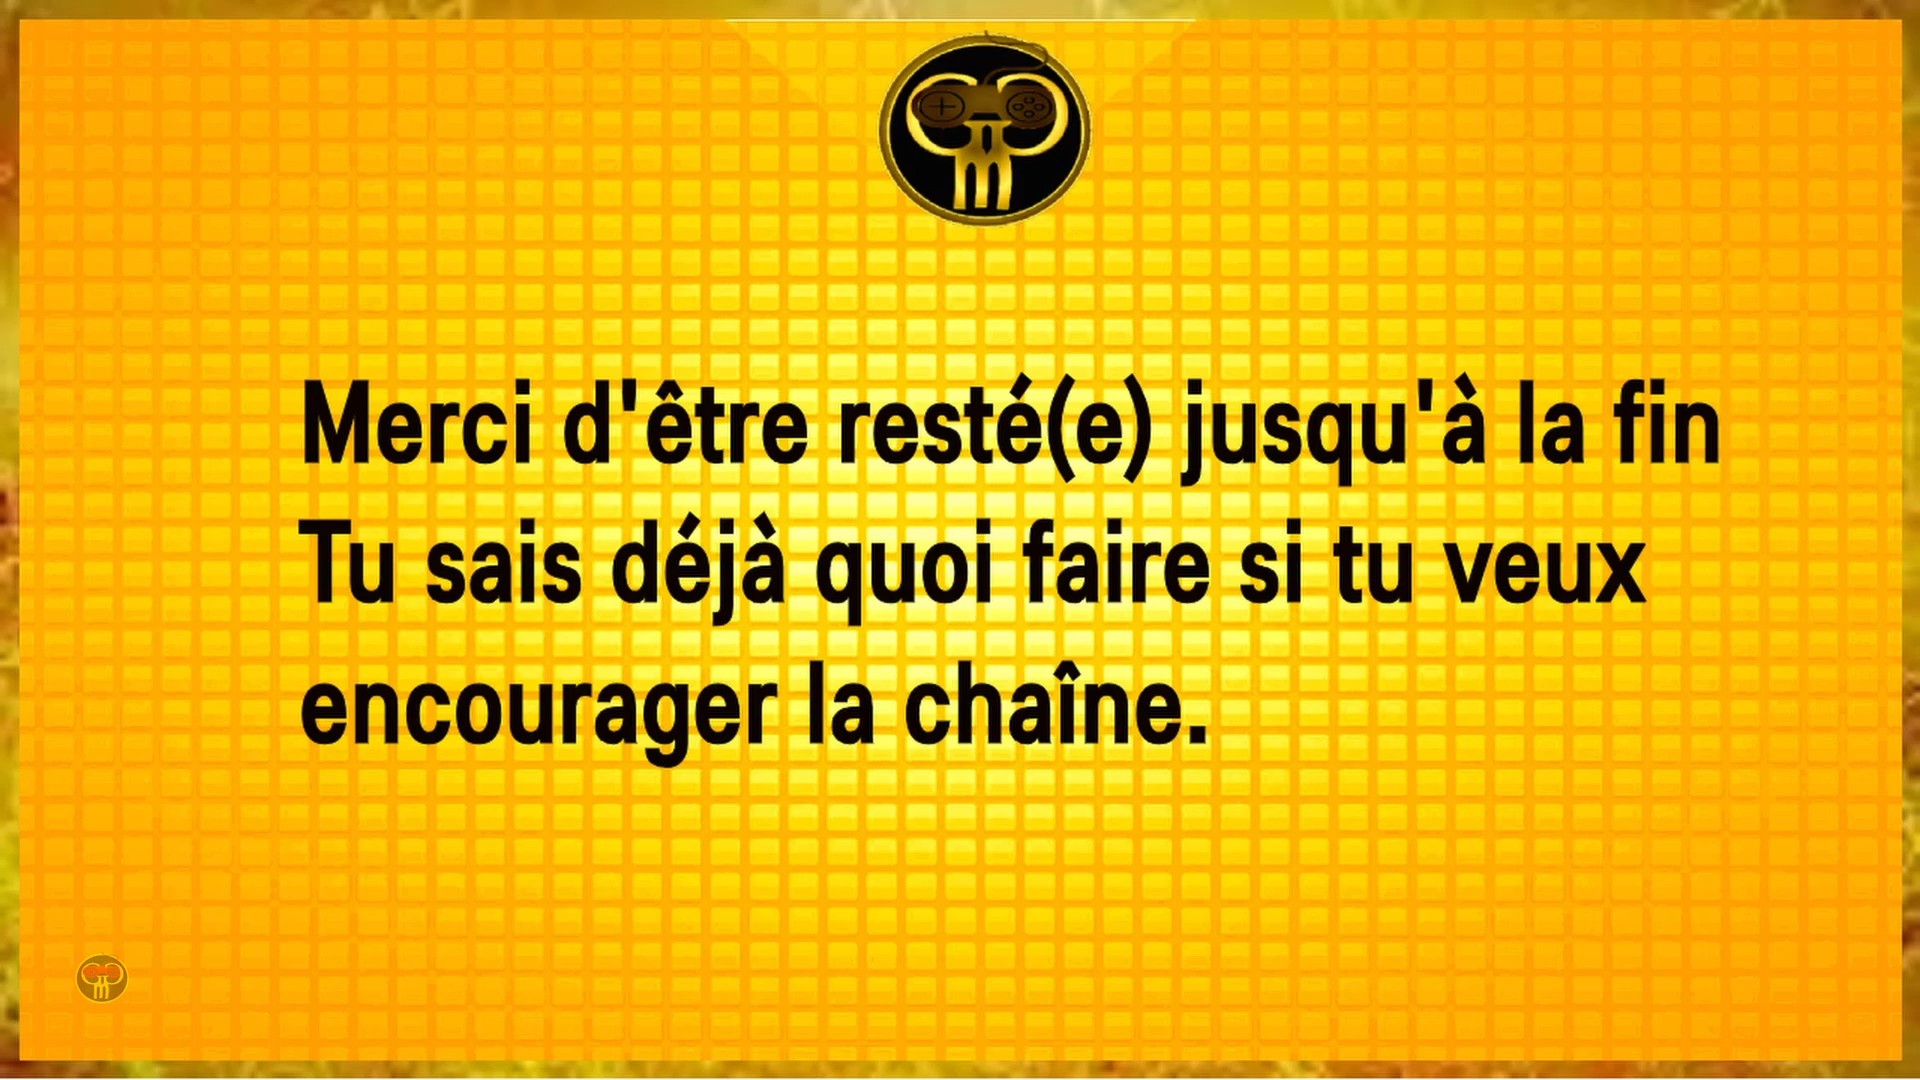 Merci d'être resté(e) jusqu'à la fin
Tu sais déjà quoi faire si tu veux
encourager la chaîne.